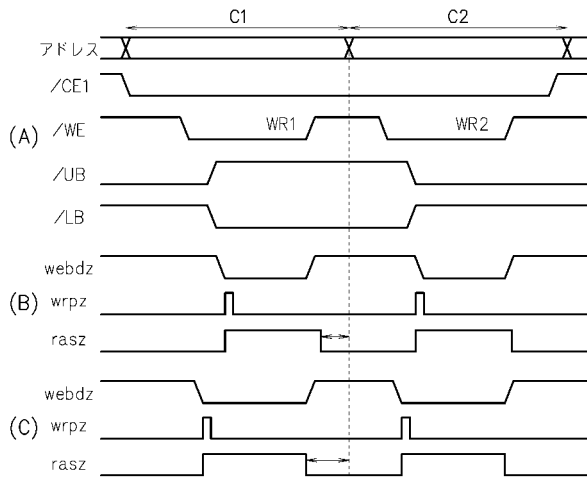 C1 C2
アドレス
/CE1
(A) /WE WR1 WR2
/UB
/LB
webdz
(B) wrpz
rasz
webdz
(C) wrpz
rasz